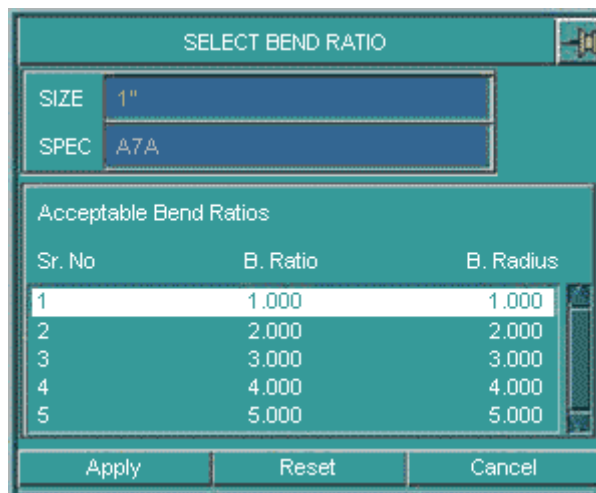 SELECT BEND RATIO
SIZE 1"
SPEC A7A
Acceptable Bend Ratios
Sr. No B. Ratio B. Radius
1 1.000 1.000
2 2.000 2.000
3 3.000 3.000
4 4.000 4.000
5 5.000 5.000
Apply Reset Cancel